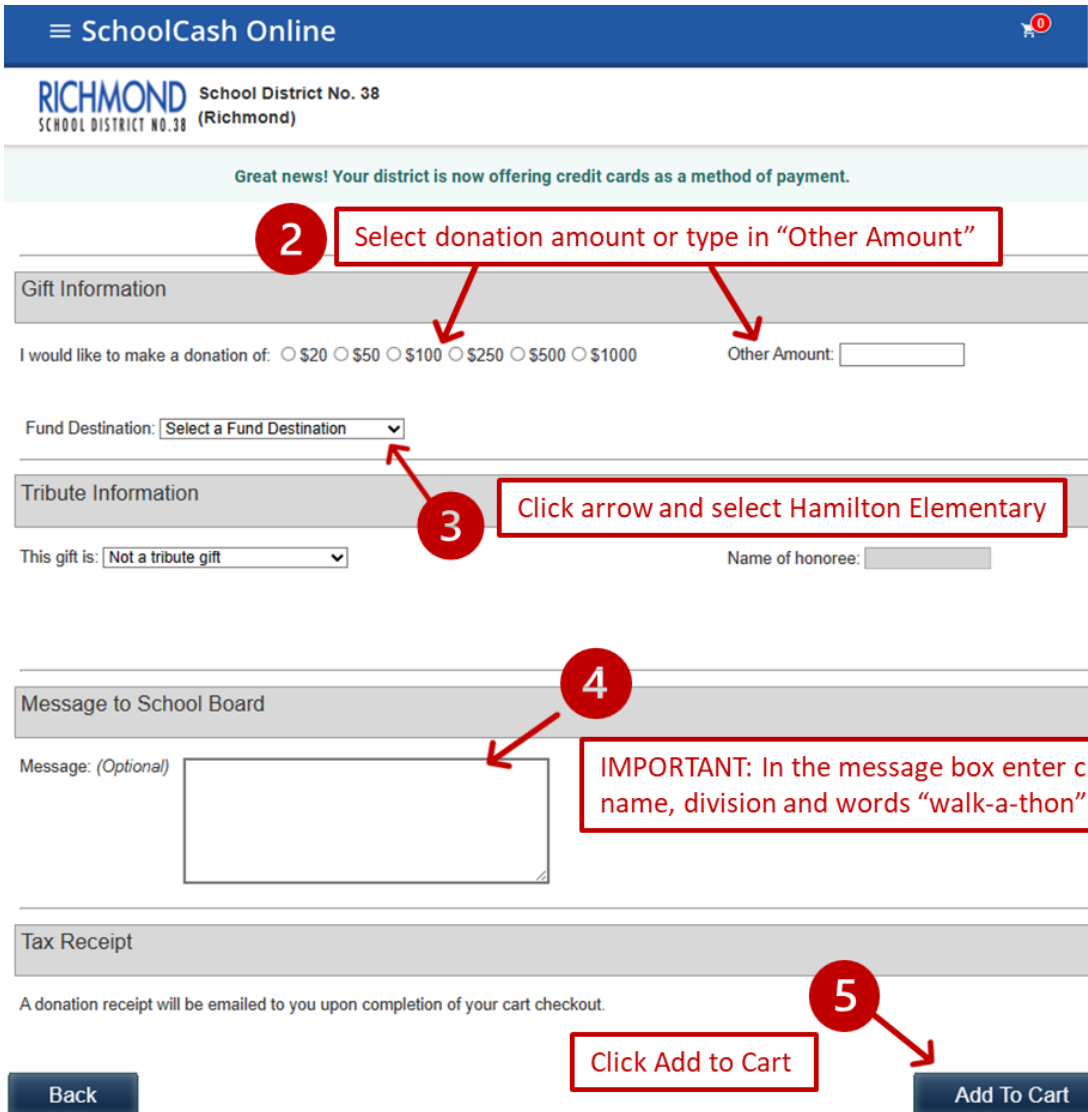 ≡ SchoolCash Online
0
RICHMOND
SCHOOL DISTRICT NO.38
School District No. 38
(Richmond)
Great news! Your district is now offering credit cards as a method of payment.
2
Select donation amount or type in “Other Amount”
Gift Information
I would like to make a donation of: $20 $50 $100 $250 $500 $1000 Other Amount:
Fund Destination: Select a Fund Destination
Tribute Information
3
Click arrow and select Hamilton Elementary
This gift is: Not a tribute gift Name of honoree:
4
Message to School Board
Message: (Optional)
IMPORTANT: In the message box enter c
name, division and words “walk-a-thon”
Tax Receipt
A donation receipt will be emailed to you upon completion of your cart checkout.
5
Click Add to Cart
Back
Add To Cart